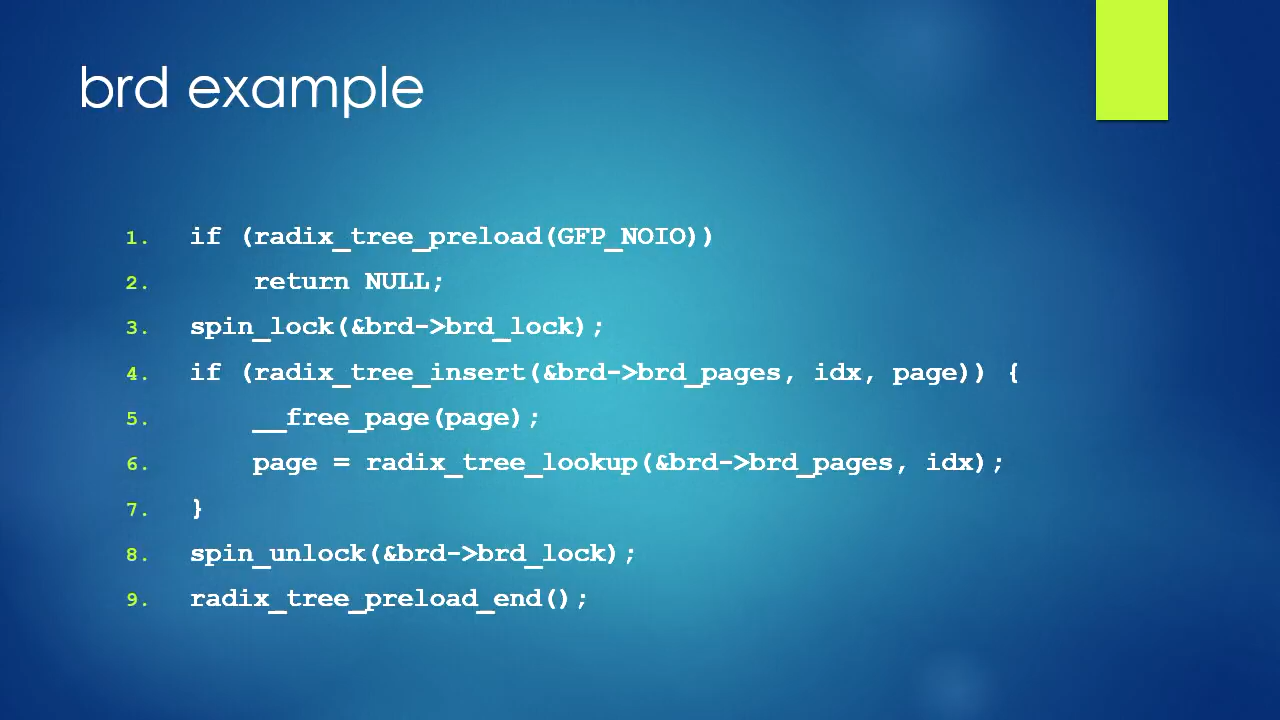 brd example
1. if (radix_tree_preload(GFP_NOIO))
2. return NULL;
3. spin_lock(&brd->brd_lock);
4. if (radix_tree_insert(&brd->brd_pages, idx, page)) {
5. __free_page(page);
6. page = radix_tree_lookup(&brd->brd_pages, idx);
7. }
8. spin_unlock(&brd->brd_lock);
9. radix_tree_preload_end();